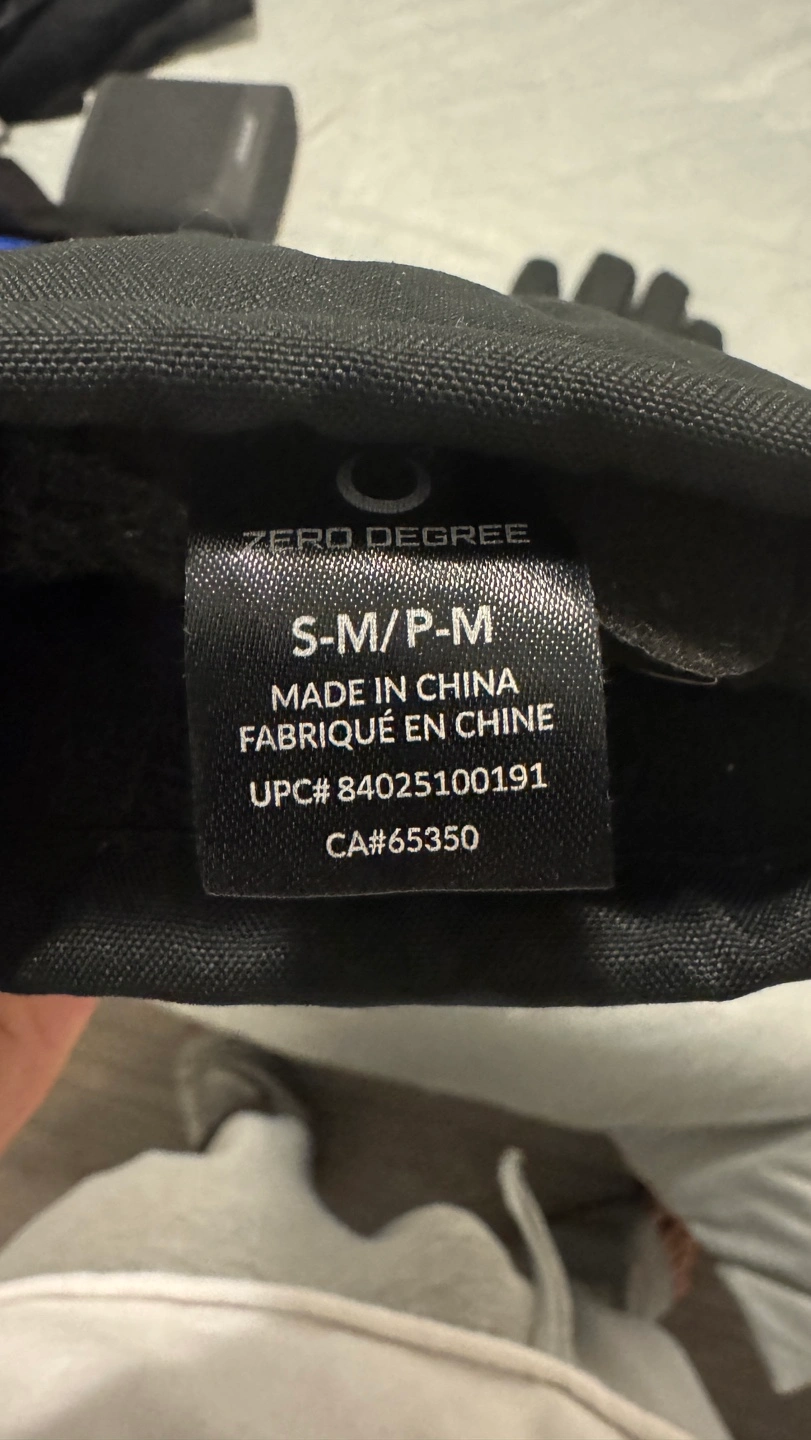 ZERO DEGREE
S-M/P-M
MADE IN CHINA
FABRIQUÉ EN CHINE
UPC# 84025100191
CA#65350